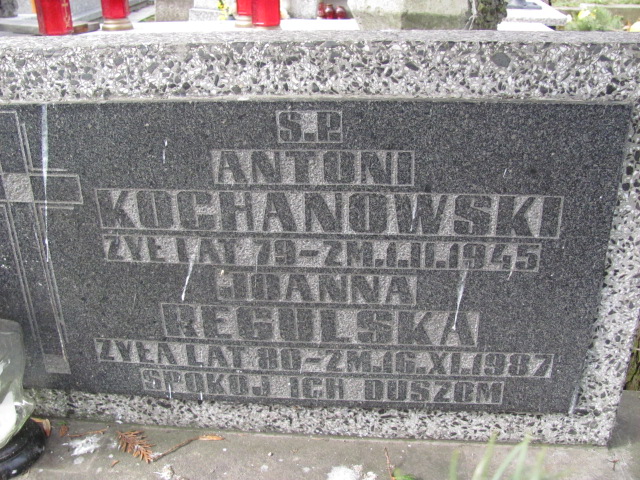 S.P.
ANTONI
KOCHANOWSKI
ŻYŁ LAT 79-ZM.I.II.1945
JOANNA
REGULSKA
ŻYŁA LAT 80-ZM.16.XI.1987
SPOKÓJ ICH DUSZOM